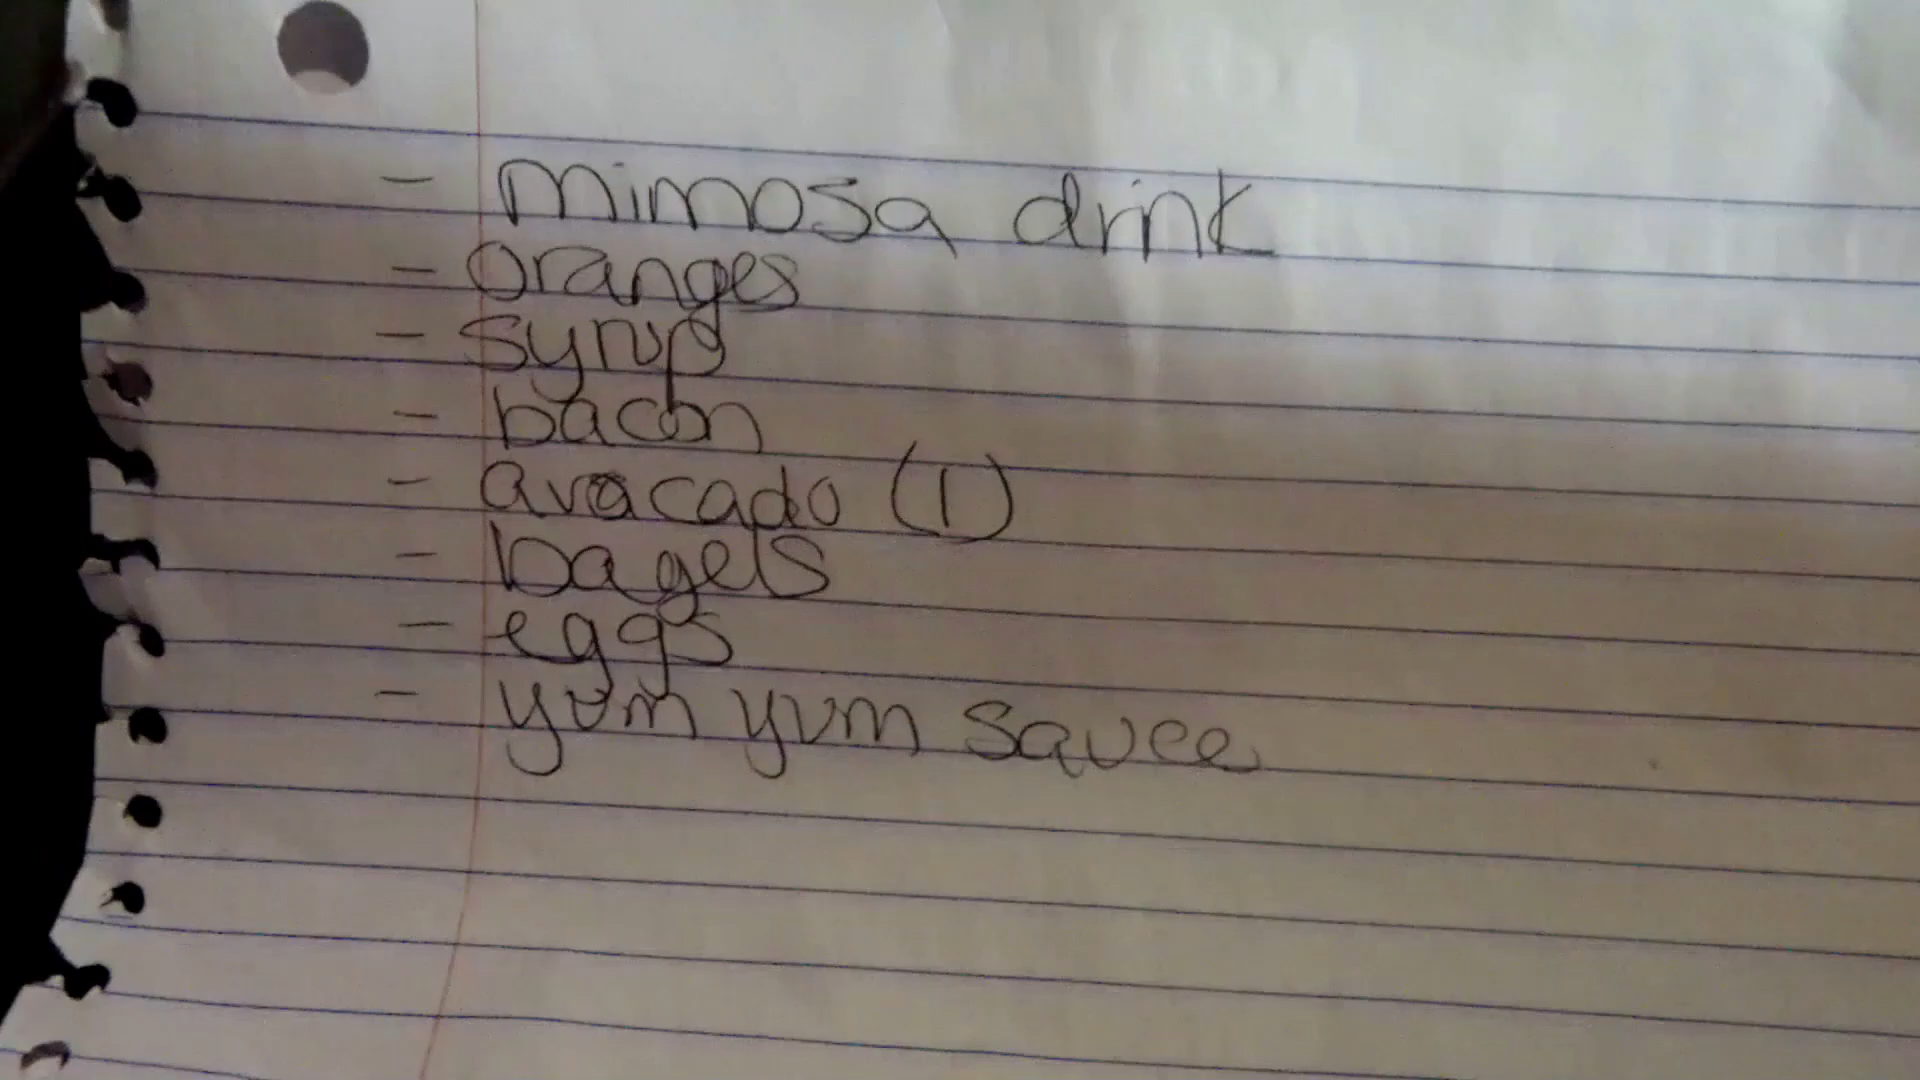 - mimosa drink
- oranges
- syrup
- bacon
- avacado (1)
- bagels
- eggs
- yum yum sauce